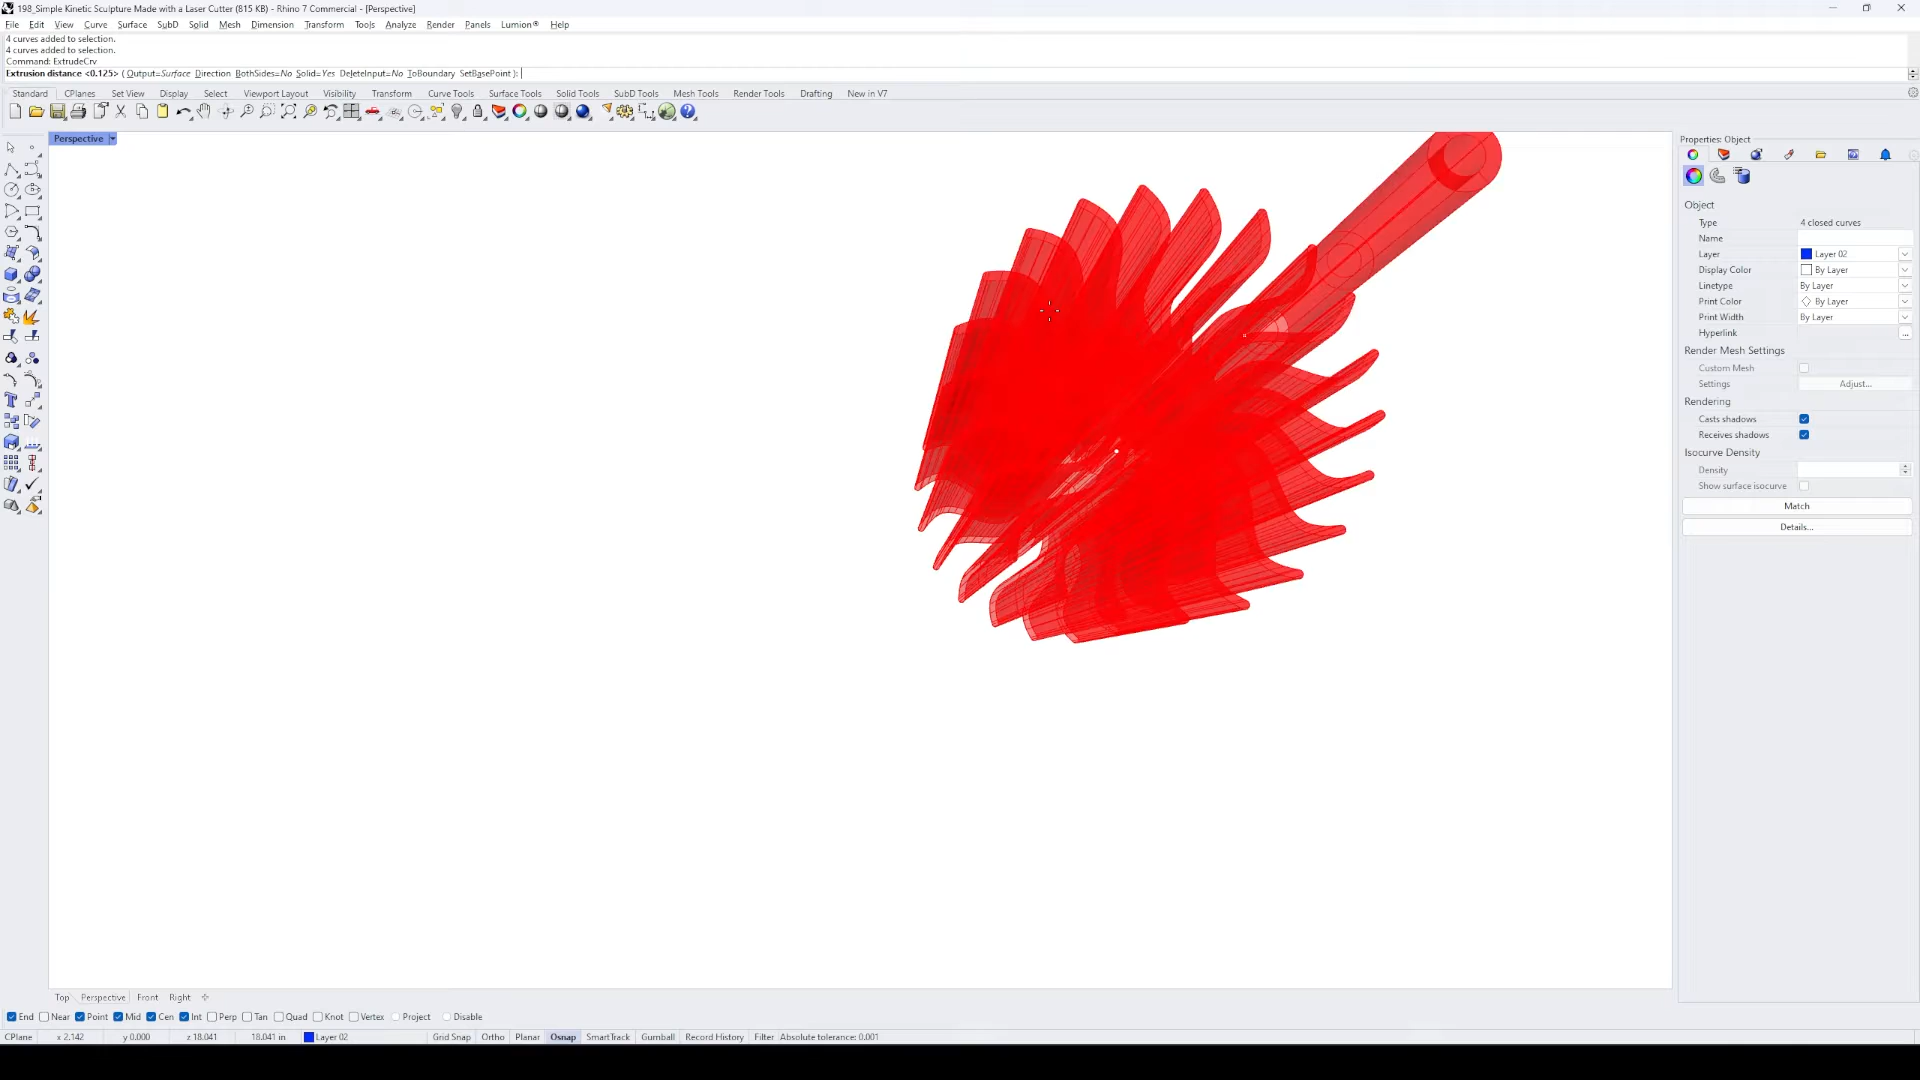 198_Simple Kinetic Sculpture Made with a Laser Cutter (815 KB) - Rhino 7 Commercial - [Perspective]
File Edit View Curve Surface SubD Solid Mesh Dimension Transform Tools Analyze Render Panels Lumion® Help
4 curves added to selection.
4 curves added to selection.
Command: ExtrudeCrv
Extrusion distance <0.125> ( Output=Surface Direction BothSides=No Solid=Yes DeleteInput=No ToBoundary SetBasePoint ):
Standard CPlanes Set View Display Select Viewport Layout Visibility Transform Curve Tools Surface Tools Solid Tools SubD Tools Mesh Tools Render Tools Drafting New in V7
Perspective
Properties: Object
Object
Type 4 closed curves
Name
Layer Layer 02
Display Color By Layer
Linetype By Layer
Print Color By Layer
Print Width By Layer
Hyperlink ...
Render Mesh Settings
Custom Mesh
Settings Adjust...
Rendering
Casts shadows
Receives shadows
Isocurve Density
Density
Show surface isocurve
Match
Details...
Top Perspective Front Right
End Near Point Mid Cen Int Perp Tan Quad Knot Vertex Project Disable
CPlane x 2.142 y 0.000 z 18.041 18.041 in Layer 02 Grid Snap Ortho Planar Osnap SmartTrack Gumball Record History Filter Absolute tolerance: 0.001